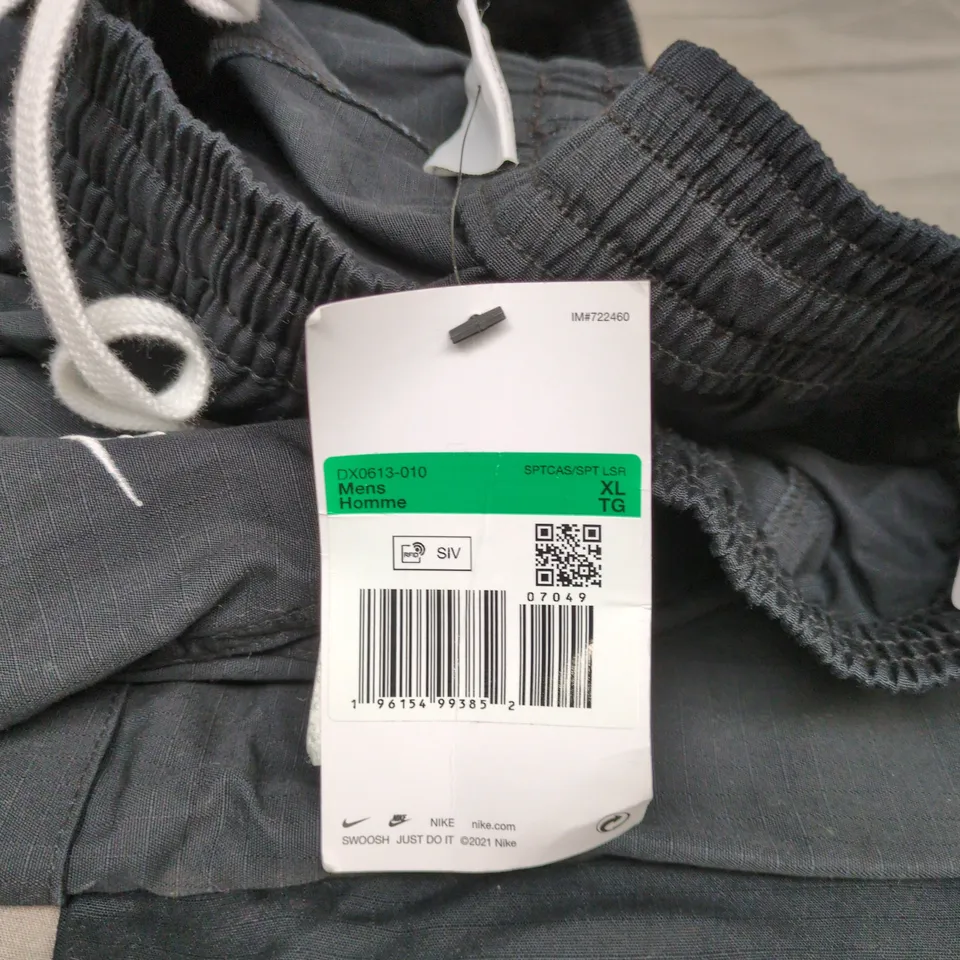 IM#722460
DX0613-010 SPTCAS/SPT LSR
Mens XL
Homme TG
RFID SIV
07049
1 96154 99385 2
NIKE nike.com
SWOOSH JUST DO IT ©2021 Nike